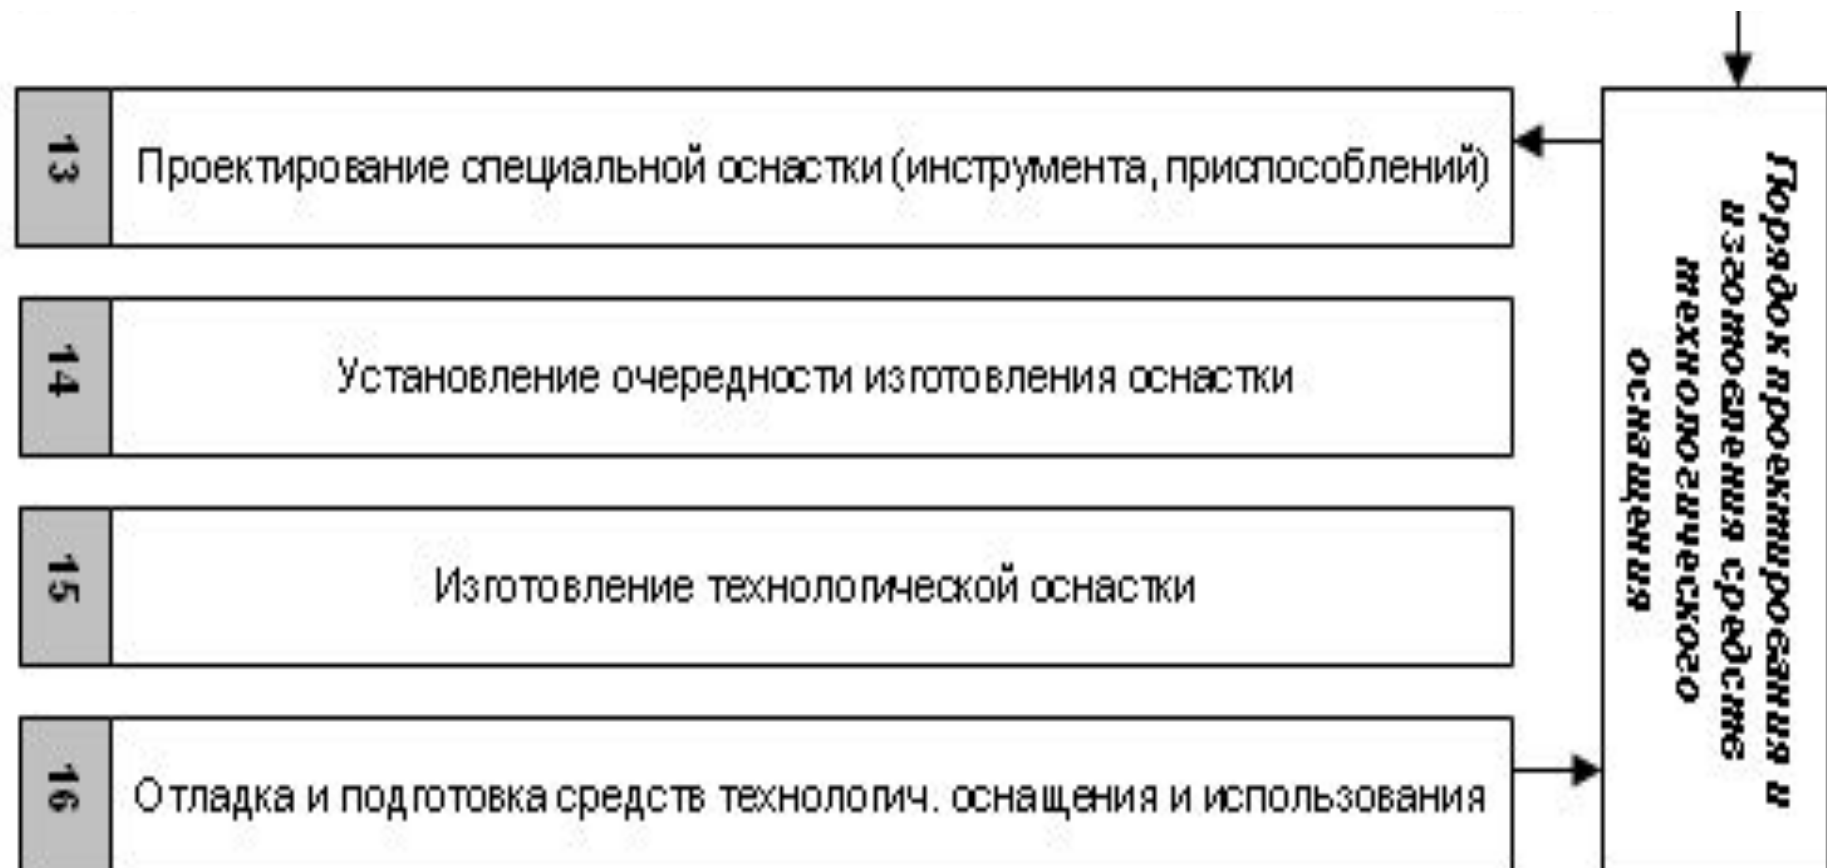 13
Проектирование специальной оснастки (инструмента, приспособлений)
14
Установление очередности изготовления оснастки
15
Изготовление технологической оснастки
16
Отладка и подготовка средств технологич. оснащения и использования
Порядок проектирования и
изготовления средств
технологического
оснащения